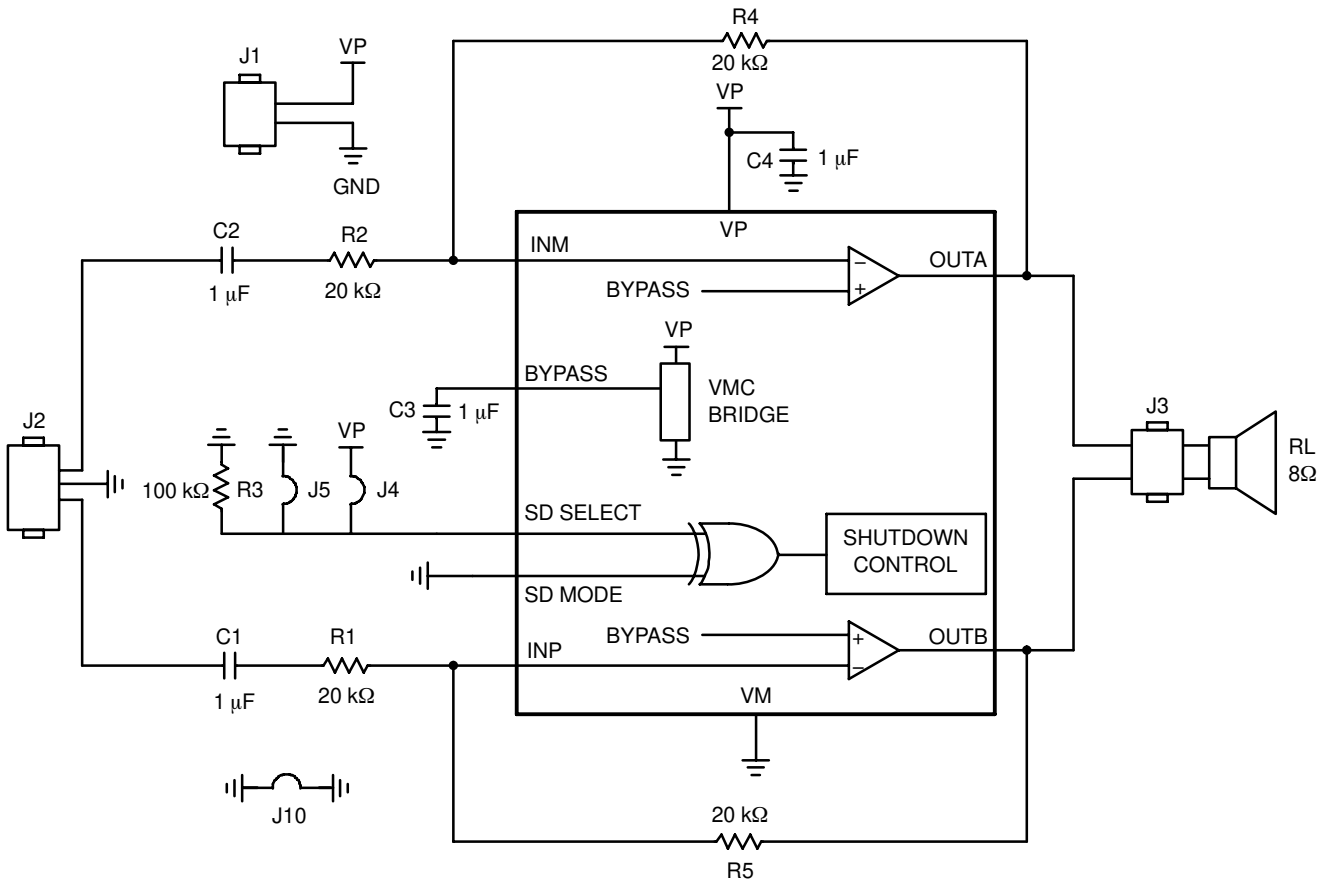 R4
20 kΩ
J1
VP
VP
C4
1 µF
GND
VP
C2
1 µF
R2
20 kΩ
INM
BYPASS
−
+
OUTA
VP
BYPASS
VMC
BRIDGE
C3
1 µF
J2
VP
100 kΩ
R3
J5
J4
J3
RL
8Ω
SD SELECT
SHUTDOWN
CONTROL
SD MODE
C1
1 µF
R1
20 kΩ
BYPASS
INP
+
−
OUTB
VM
J10
20 kΩ
R5